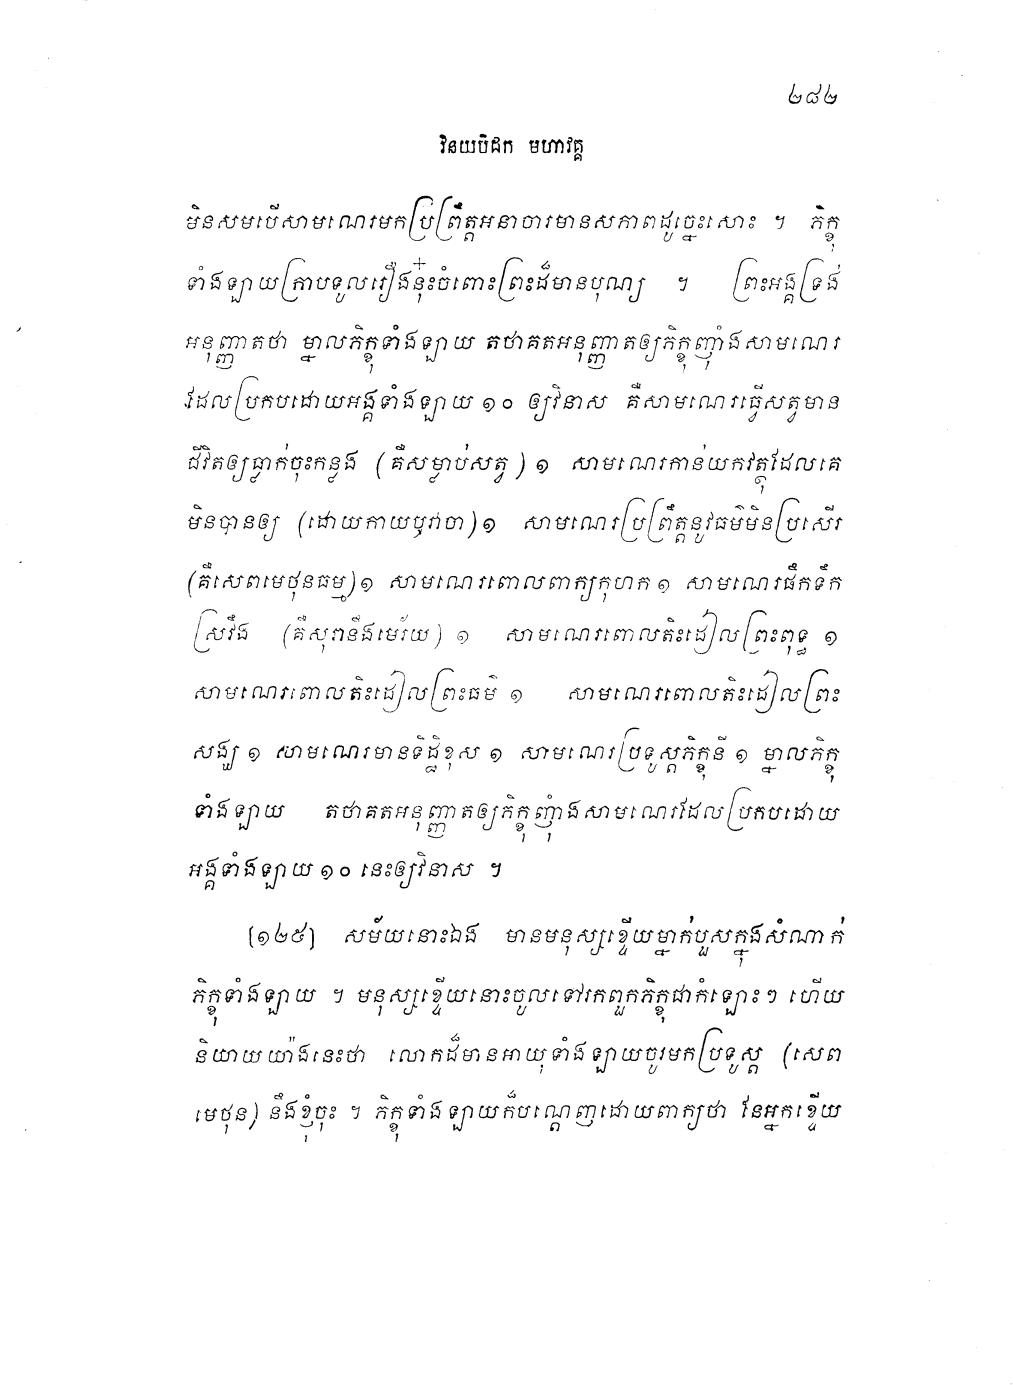 ២៨២
វិនយបិដក មហាវគ្គ
មិនសមបើសាមណេរមកប្រព្រឹត្តអនាចារមានសភាពដូច្នេះសោះ ។ ភិក្ខុ
ទាំងឡាយក្រាបទូលរឿងនុ៎ះចំពោះព្រះដ៏មានបុណ្យ ។ ព្រះអង្គទ្រង់
អនុញ្ញាតថា ម្នាលភិក្ខុទាំងឡាយ តថាគតអនុញ្ញាតឲ្យភិក្ខុញ៉ាំងសាមណេរ
ដែលប្រកបដោយអង្គទាំងឡាយ ១០ ឲ្យវិនាស គឺសាមណេរធ្វើសត្វមាន
ជីវិតឲ្យធ្លាក់ចុះកន្លង (គឺសម្លាប់សត្វ) ១ សាមណេរកាន់យកវត្ថុដែលគេ
មិនបានឲ្យ (ដោយកាយឬវាចា) ១ សាមណេរប្រព្រឹត្តនូវធម៌មិនប្រសើរ
(គឺសេពមេថុនធម្ម) ១ សាមណេរពោលពាក្យកុហក ១ សាមណេរផឹកទឹក
ស្រវឹង (គឺសុរានឹងមេរ័យ) ១ សាមណេរពោលតិះដៀលព្រះពុទ្ធ ១
សាមណេរពោលតិះដៀលព្រះធម៌ ១ សាមណេរពោលតិះដៀលព្រះ
សង្ឃ ១ សាមណេរមានទិដ្ឋិខុស ១ សាមណេរប្រទូស្តភិក្ខុនី ១ ម្នាលភិក្ខុ
ទាំងឡាយ តថាគតអនុញ្ញាតឲ្យភិក្ខុញុំាងសាមណេរដែលប្រកបដោយ
អង្គទាំងឡាយ ១០ នេះឲ្យវិនាស ។
[១២៥] សម័យនោះឯង មានមនុស្សខ្ទើយម្នាក់បួសក្នុងសំណាក់
ភិក្ខុទាំងឡាយ ។ មនុស្សខ្ទើយនោះចូលទៅរកពួកភិក្ខុជាកំឡោះៗ ហើយ
និយាយយ៉ាងនេះថា លោកដ៏មានអាយុទាំងឡាយចូរមកប្រទូស្ត (សេព
មេថុន) នឹងខ្ញុំចុះ ។ ភិក្ខុទាំងឡាយក៏បណ្តេញដោយពាក្យថា នែអ្នកខ្ទើយ